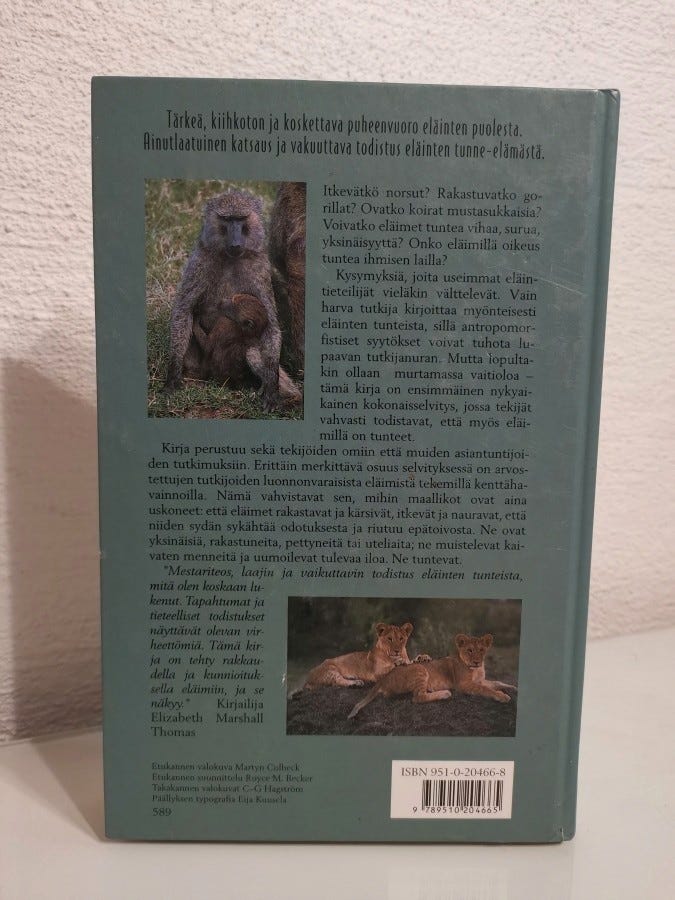 Tärkeä, kiihkoton ja koskettava puheenvuoro eläinten puolesta.
Ainutlaatuinen katsaus ja vakuuttava todistus eläinten tunne-elämästä.
Itkevätkö norsut? Rakastuvatko go-
rillat? Ovatko koirat mustasukkaisia?
Voivatko eläimet tuntea vihaa, surua,
yksinäisyyttä? Onko eläimillä oikeus
tuntea ihmisen lailla?
Kysymyksiä, joita useimmat eläin-
tieteilijät vieläkin välttelevät. Vain
harva tutkija kirjoittaa myönteisesti
eläinten tunteista, sillä antropomor-
fistiset syytökset voivat tuhota lu-
paavan tutkijanuran. Mutta lopulta-
kin ollaan murtamassa vaitioloa –
tämä kirja on ensimmäinen nykyai-
kainen kokonaisselvitys, jossa tekijät
vahvasti todistavat, että myös eläi-
millä on tunteet.
Kirja perustuu sekä tekijöiden omiin että muiden asiantuntijoi-
den tutkimuksiin. Erittäin merkittävä osuus selvityksessä on arvos-
tettujen tutkijoiden luonnonvaraisista eläimistä tekemillä kenttäha-
vainnoilla. Nämä vahvistavat sen, mihin maallikot ovat aina
uskoneet: että eläimet rakastavat ja kärsivät, itkevät ja nauravat, että
niiden sydän sykähtää odotuksesta ja riutuu epätoivosta. Ne ovat
yksinäisiä, rakastuneita, pettyneitä tai uteliaita; ne muistelevat kai-
vaten menneitä ja uumoilevat tulevaa iloa. Ne tuntevat.
"Mestariteos, laajin ja vaikuttavin todistus eläinten tunteista,
mitä olen koskaan lu-
kenut. Tapahtumat ja
tieteelliset todistukset
näyttävät olevan vir-
heettömiä. Tämä kir-
ja on tehty rakkau-
della ja kunnioituk-
sella eläimiin, ja se
näkyy." Kirjailija
Elizabeth Marshall
Thomas
Etukannen valokuva Martyn Colbeck
Etukannen suunnittelu Royce M. Becker
Takakannen valokuvat C–G Hagström
Päällyksen typografia Eija Kuusela
589
ISBN 951-0-20466-8
9 789510 204665